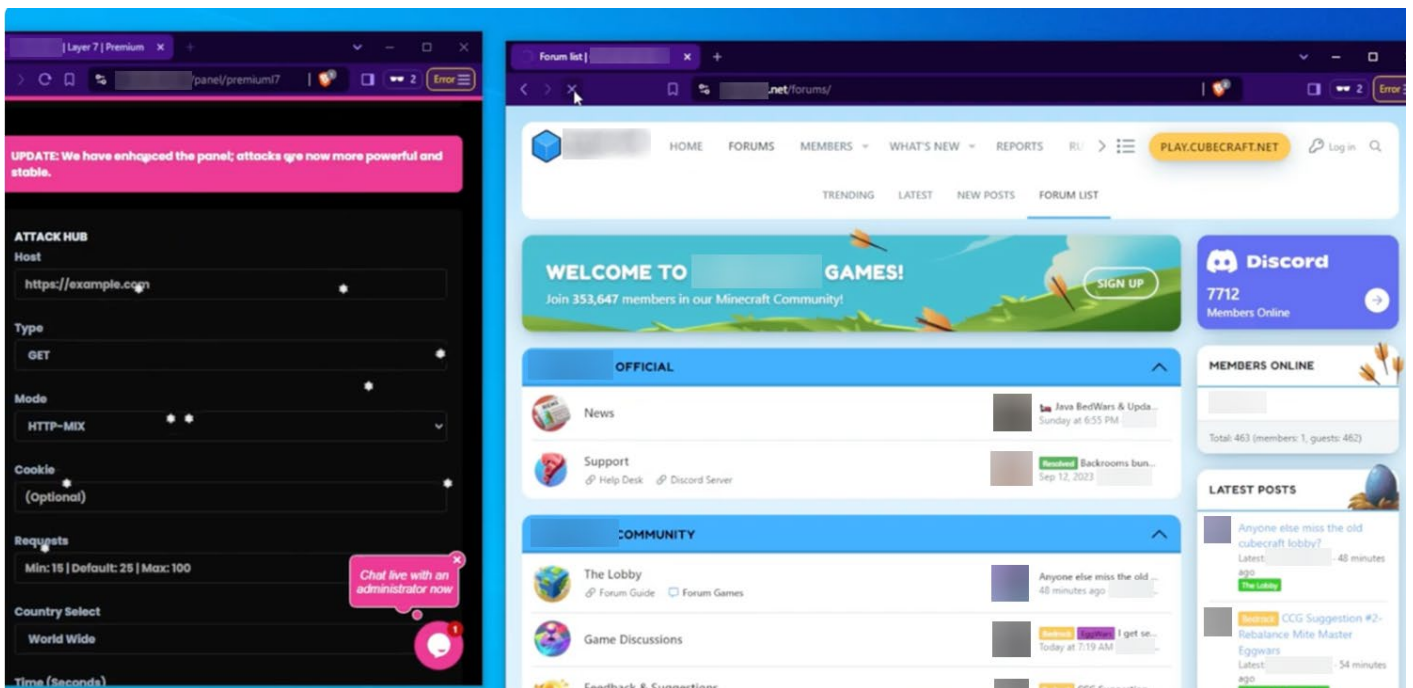 | Layer 7 | Premium
/panel/premiuml7
2
Error
UPDATE: We have enhanced the panel; attacks are now more powerful and
stable.
ATTACK HUB
Host
https://example.com
Type
GET
Mode
HTTP-MIX
Cookie
(Optional)
Requests
Min: 15 | Default: 25 | Max: 100
Country Select
World Wide
Time (Seconds)
Chat live with an
administrator now
1
Forum list |
.net/forums/
2
Error
HOME
FORUMS
MEMBERS
WHAT'S NEW
REPORTS
PLAY.CUBECRAFT.NET
Log in
TRENDING
LATEST
NEW POSTS
FORUM LIST
WELCOME TO GAMES!
Join 353,647 members in our Minecraft Community!
SIGN UP
OFFICIAL
News
Java BedWars & Upda...
Sunday at 6:55 PM
Support
Help Desk
Discord Server
Resolved Backrooms bun...
Sep 12, 2023
COMMUNITY
The Lobby
Forum Guide
Forum Games
Anyone else miss the old ...
48 minutes ago
Game Discussions
Bedrock EggWars I get se...
Today at 7:19 AM
Feedback & Suggestions
Discord
7712
Members Online
MEMBERS ONLINE
Total: 463 (members: 1, guests: 462)
LATEST POSTS
Anyone else miss the old
cubecraft lobby?
Latest: · 48 minutes
ago
The Lobby
Bedrock CCG Suggestion #2-
Rebalance Mite Master
Eggwars
Latest: · 54 minutes
ago